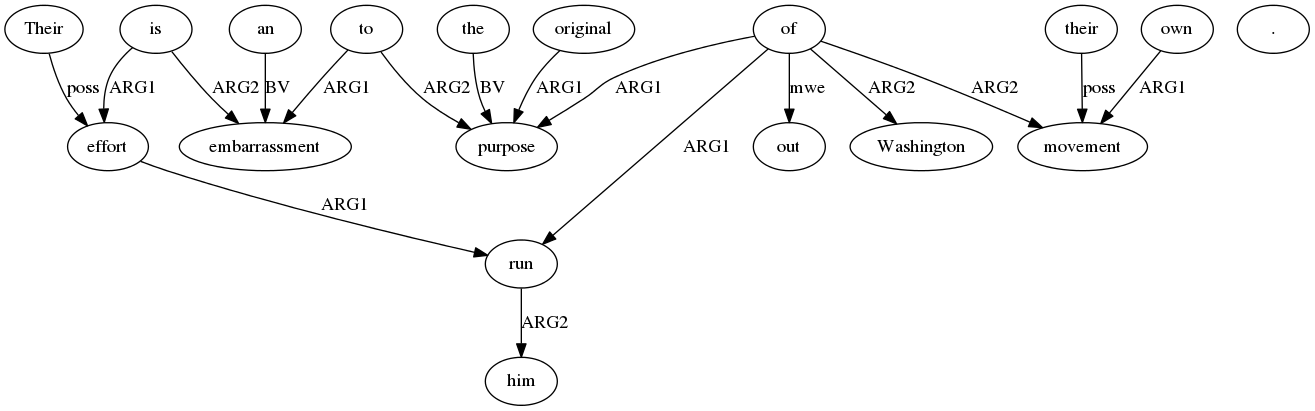 Their is an to the original of their own .
poss ARG1 ARG2 BV ARG1 ARG2 BV ARG1 ARG1 mwe ARG2 ARG2 poss ARG1
effort embarrassment purpose out Washington movement
ARG1 ARG1
run
ARG2
him